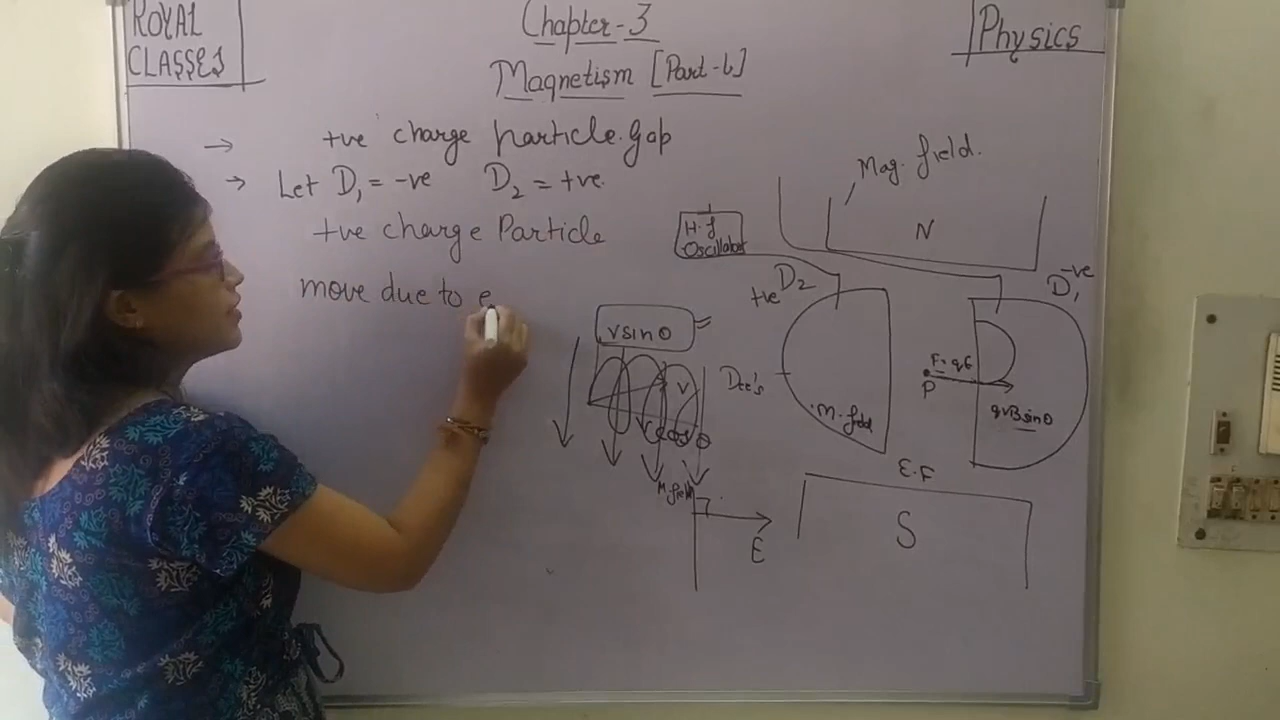 ROYAL
CLASSES
Chapter-3
Magnetism [Part-6]
Physics
→ +ve charge particle.gap
→ Let D₁ = -ve D₂ = +ve.
+ve charge Particle
move due to e
Mag. field.
H.f
Oscillator
N
+ve D₂
D₁ -ve
vsinθ
V
θ
Dee's
.M. field
F=qE
P
qvBsinθ
E.F
M.field
E
S